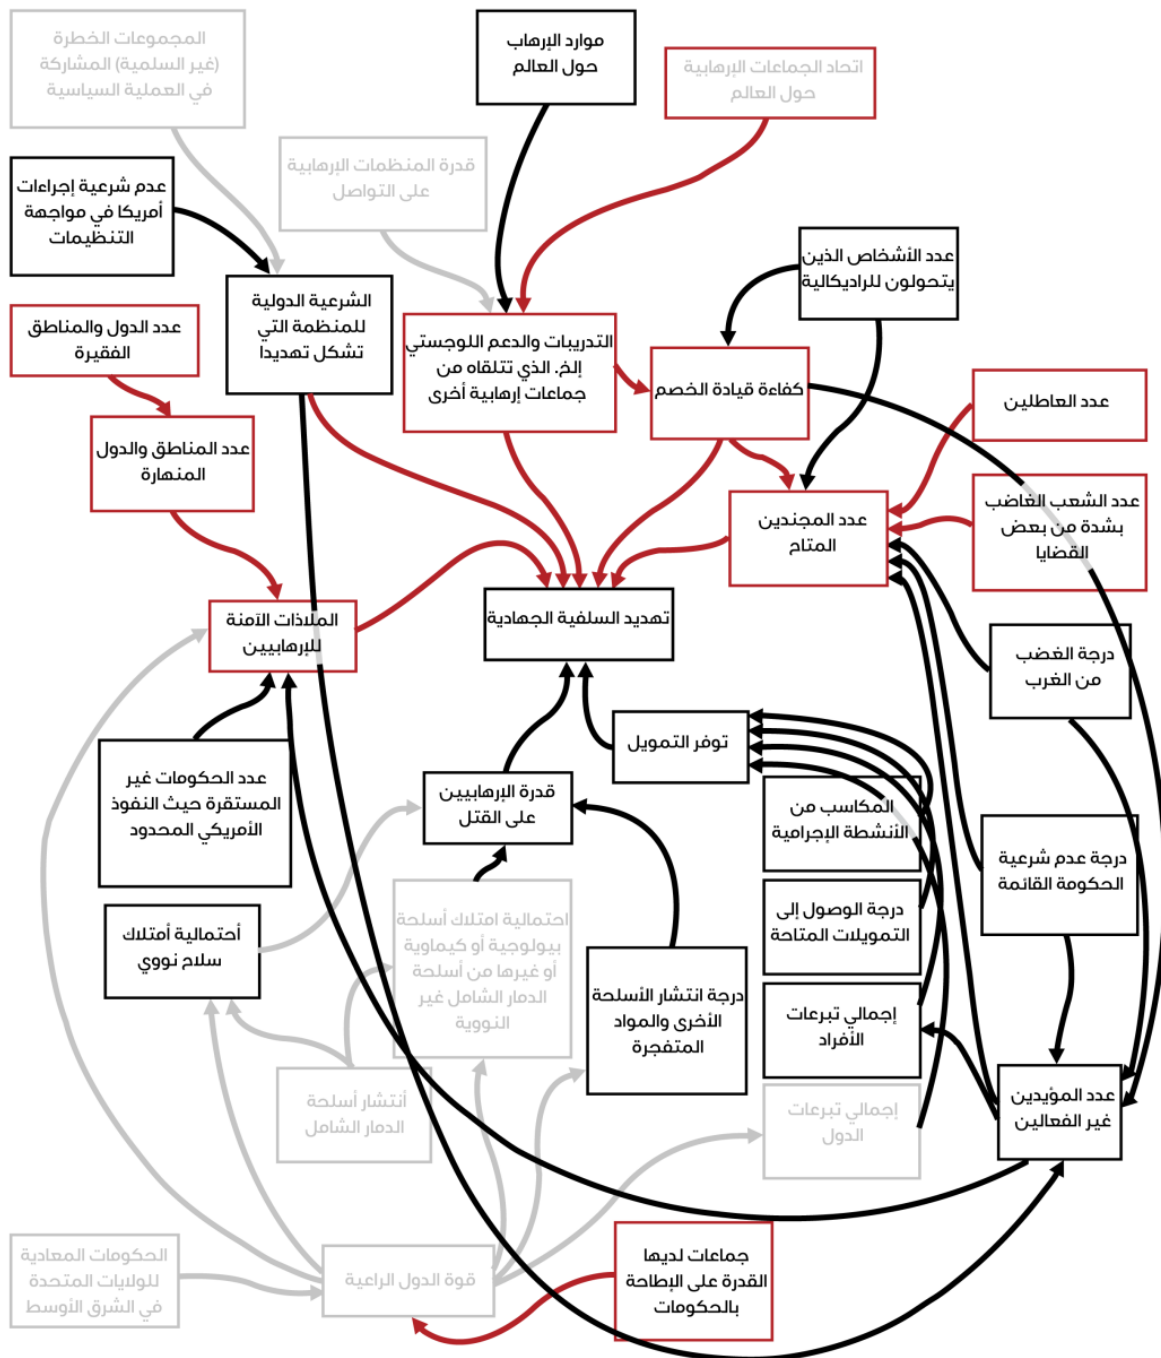 المجموعات الخطرة
(غير السلمية) المشاركة
في العملية السياسية
موارد الإرهاب
حول العالم
اتحاد الجماعات الإرهابية
حول العالم
قدرة المنظمات الإرهابية
على التواصل
عدم شرعية إجراءات
أمريكا في مواجهة
التنظيمات
عدد الأشخاص الذين
يتحولون للراديكالية
الشرعية الدولية
للمنظمة التي
تشكل تهديدا
عدد الدول والمناطق
الفقيرة
التدريبات والدعم اللوجستي
إلخ. الذي تتلقاه من
جماعات إرهابية أخرى
كفاءة قيادة الخصم
عدد العاطلين
عدد المناطق والدول
المنهارة
عدد المجندين
المتاح
عدد الشعب الغاضب
بشدة من بعض
القضايا
الملاذات الآمنة
للإرهابيين
تهديد السلفية الجهادية
درجة الغضب
من الغرب
توفر التمويل
عدد الحكومات غير
المستقرة حيث النفوذ
الأمريكي المحدود
قدرة الإرهابيين
على القتل
المكاسب من
الأنشطة الإجرامية
درجة عدم شرعية
الحكومة القائمة
أحتمالية أمتلاك
سلاح نووي
احتمالية امتلاك أسلحة
بيولوجية أو كيماوية
أو غيرها من أسلحة
الدمار الشامل غير
النووية
درجة الوصول إلى
التمويلات المتاحة
درجة انتشار الأسلحة
الأخرى والمواد
المتفجرة
إجمالي تبرعات
الأفراد
أنتشار أسلحة
الدمار الشامل
إجمالي تبرعات
الدول
عدد المؤيدين
غير الفعالين
الحكومات المعادية
للولايات المتحدة
في الشرق الأوسط
قوة الدول الراعية
جماعات لديها
القدرة على الإطاحة
بالحكومات